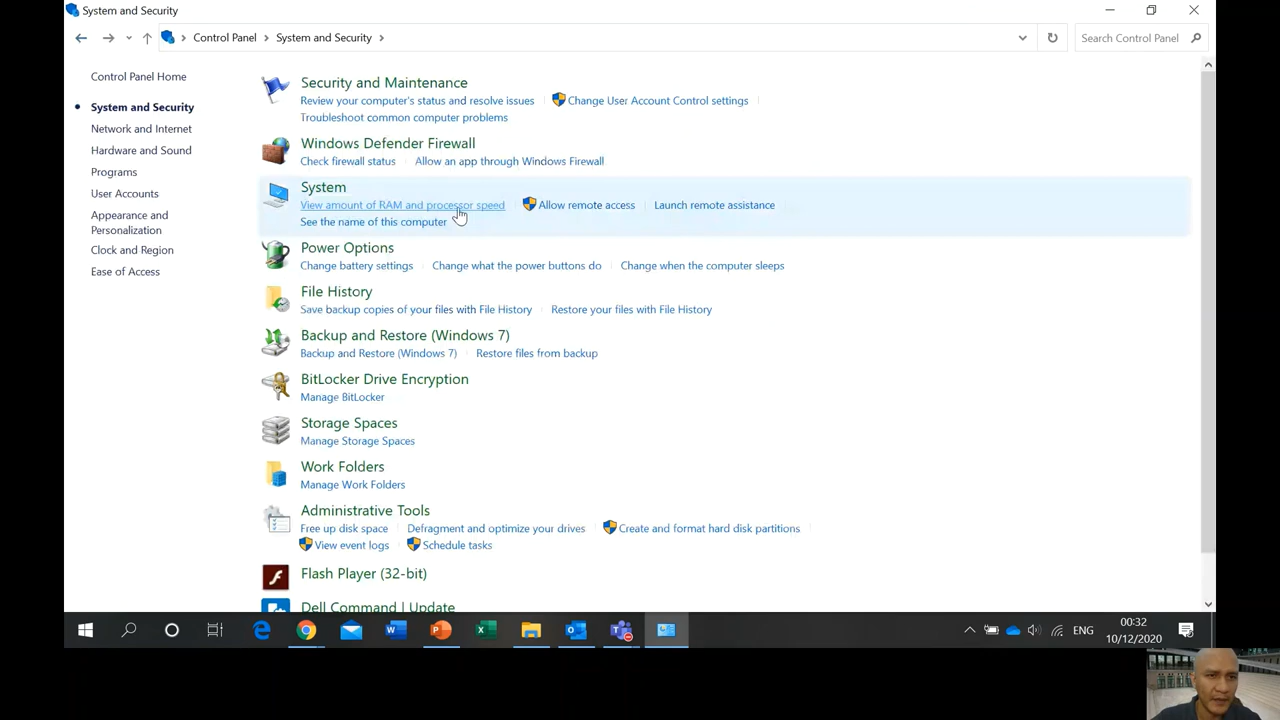 System and Security
Control Panel > System and Security >
Search Control Panel
Control Panel Home
System and Security
Network and Internet
Hardware and Sound
Programs
User Accounts
Appearance and
Personalization
Clock and Region
Ease of Access
Security and Maintenance
Review your computer's status and resolve issues
Change User Account Control settings
Troubleshoot common computer problems
Windows Defender Firewall
Check firewall status
Allow an app through Windows Firewall
System
View amount of RAM and processor speed
Allow remote access
Launch remote assistance
See the name of this computer
Power Options
Change battery settings
Change what the power buttons do
Change when the computer sleeps
File History
Save backup copies of your files with File History
Restore your files with File History
Backup and Restore (Windows 7)
Backup and Restore (Windows 7)
Restore files from backup
BitLocker Drive Encryption
Manage BitLocker
Storage Spaces
Manage Storage Spaces
Work Folders
Manage Work Folders
Administrative Tools
Free up disk space
Defragment and optimize your drives
Create and format hard disk partitions
View event logs
Schedule tasks
Flash Player (32-bit)
Dell Command | Update
ENG
00:32
10/12/2020